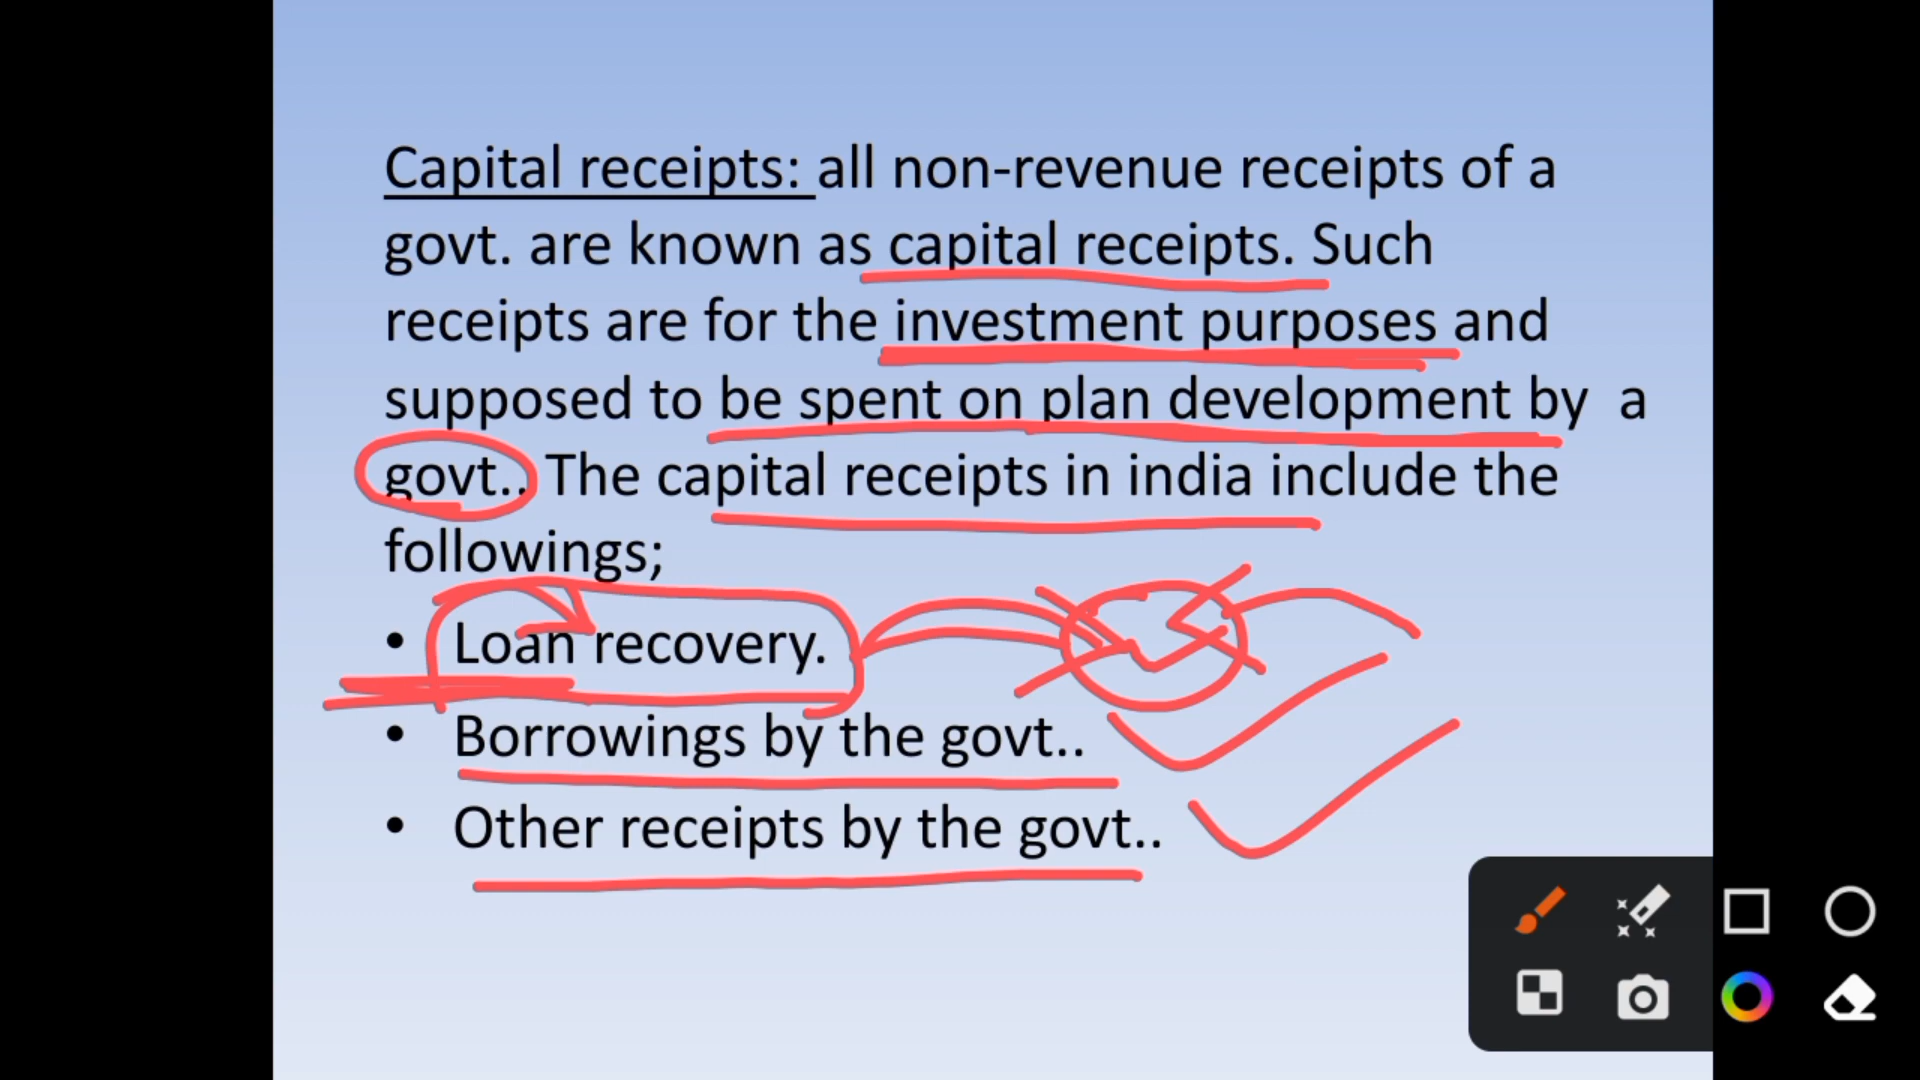 Capital receipts: all non-revenue receipts of a
govt. are known as capital receipts. Such
receipts are for the investment purposes and
supposed to be spent on plan development by a
govt.. The capital receipts in india include the
followings;
• Loan recovery.
• Borrowings by the govt..
• Other receipts by the govt..